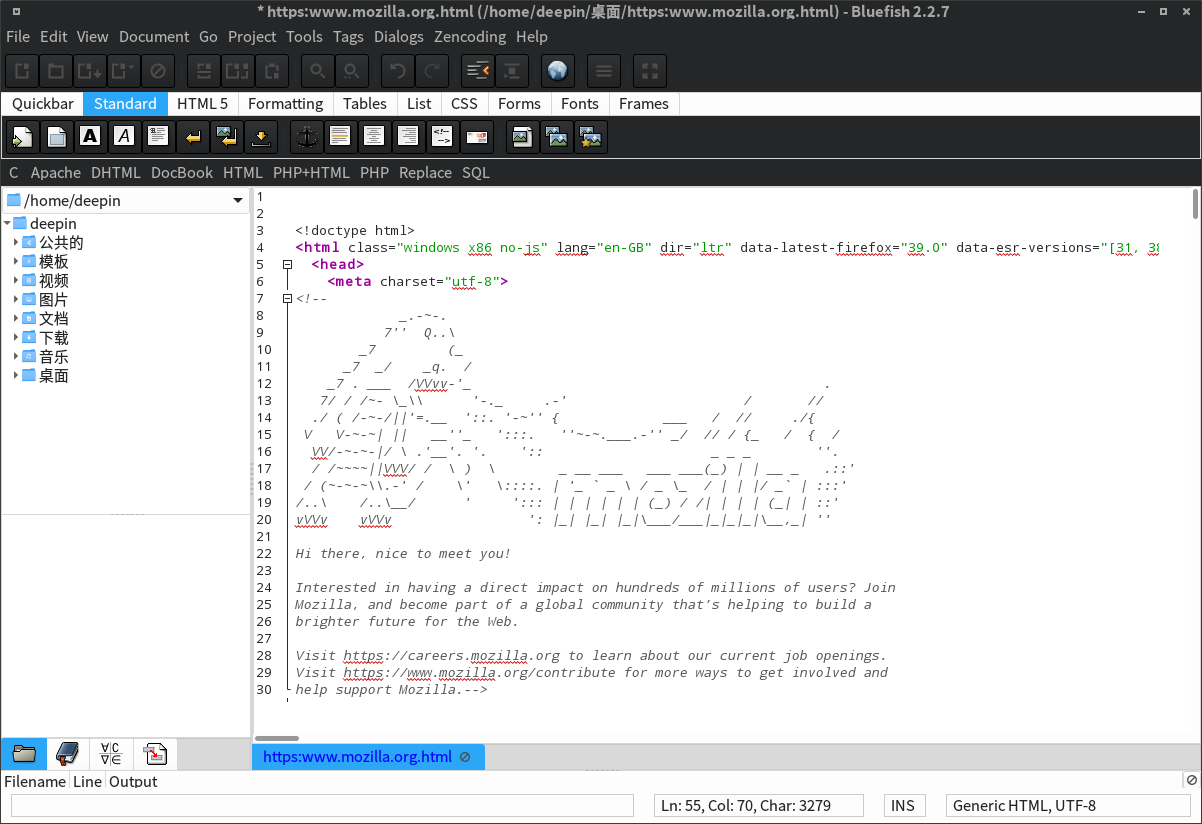 * https:www.mozilla.org.html (/home/deepin/桌面/https:www.mozilla.org.html) - Bluefish 2.2.7
File Edit View Document Go Project Tools Tags Dialogs Zencoding Help
Quickbar Standard HTML 5 Formatting Tables List CSS Forms Fonts Frames
C Apache DHTML DocBook HTML PHP+HTML PHP Replace SQL
/home/deepin
deepin
公共的
模板
视频
图片
文档
下载
音乐
桌面
1
2
3 <!doctype html>
4 <html class="windows x86 no-js" lang="en-GB" dir="ltr" data-latest-firefox="39.0" data-esr-versions="[31, 38
5   <head>
6     <meta charset="utf-8">
7 <!--
8              _.-~-.
9            7''  Q..\
10         _7         (_
11       _7  _/    _q.  /
12     _7 . ___  /VVvv-'_                                            .
13    7/ / /~- \_\\      '-._     .-'                      /       //
14   ./ ( /-~-/||'=.__  '::. '-~'' {             ___   /  //     ./{
15  V   V-~-~| ||   __''_   ':::.   ''~-~.___.-'' _/  // / {_   /  {  /
16   VV/-~-~-|/ \ .'__'. '.    '::                     _ _ _        ''.
17   / /~~~~||VVV/ /  \ )  \        _ __ ___   ___ ___(_) | | __ _   .::'
18  / (~-~-~\\.-' /    \'   \::::. | '_ ` _ \ / _ \_  / | | |/ _` | :::'
19 /..\    /..\__/      '     '::: | | | | | | (_) / /| | | | (_| | ::'
20 vVVv    vVVv                 ': |_| |_| |_|\___/___|_|_|_|\__,_| ''
21
22 Hi there, nice to meet you!
23
24 Interested in having a direct impact on hundreds of millions of users? Join
25 Mozilla, and become part of a global community that's helping to build a
26 brighter future for the Web.
27
28 Visit https://careers.mozilla.org to learn about our current job openings.
29 Visit https://www.mozilla.org/contribute for more ways to get involved and
30 help support Mozilla.-->
https:www.mozilla.org.html
Filename Line Output
Ln: 55, Col: 70, Char: 3279 INS Generic HTML, UTF-8